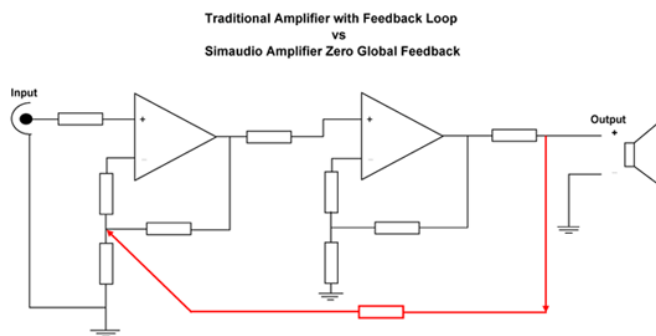 Traditional Amplifier with Feedback Loop
vs
Simaudio Amplifier Zero Global Feedback
Input
Output
+
+
+
-
-
-